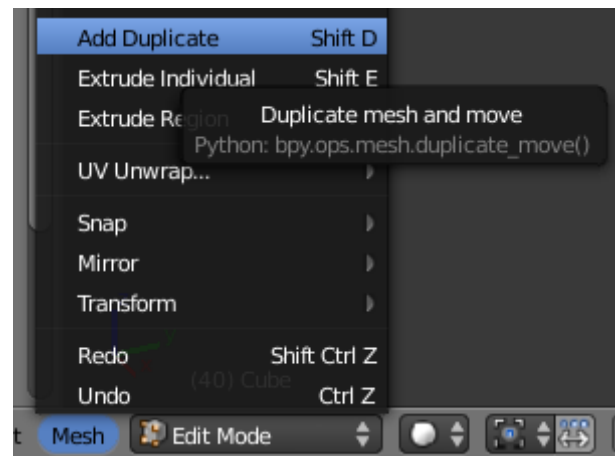 Add Duplicate Shift D
Extrude Individual Shift E
Extrude Region
Duplicate mesh and move
Python: bpy.ops.mesh.duplicate_move()
UV Unwrap...
Snap
Mirror
Transform
Redo Shift Ctrl Z
(40) Cube
Undo Ctrl Z
t Mesh Edit Mode